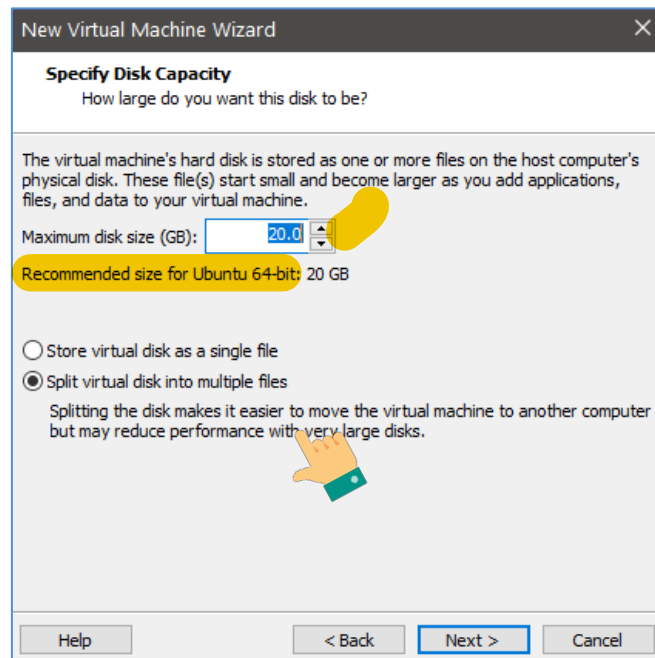 New Virtual Machine Wizard
Specify Disk Capacity
How large do you want this disk to be?
The virtual machine's hard disk is stored as one or more files on the host computer's
physical disk. These file(s) start small and become larger as you add applications,
files, and data to your virtual machine.
Maximum disk size (GB): 20.0
Recommended size for Ubuntu 64-bit: 20 GB
Store virtual disk as a single file
Split virtual disk into multiple files
Splitting the disk makes it easier to move the virtual machine to another computer
but may reduce performance with very large disks.
Help < Back Next > Cancel